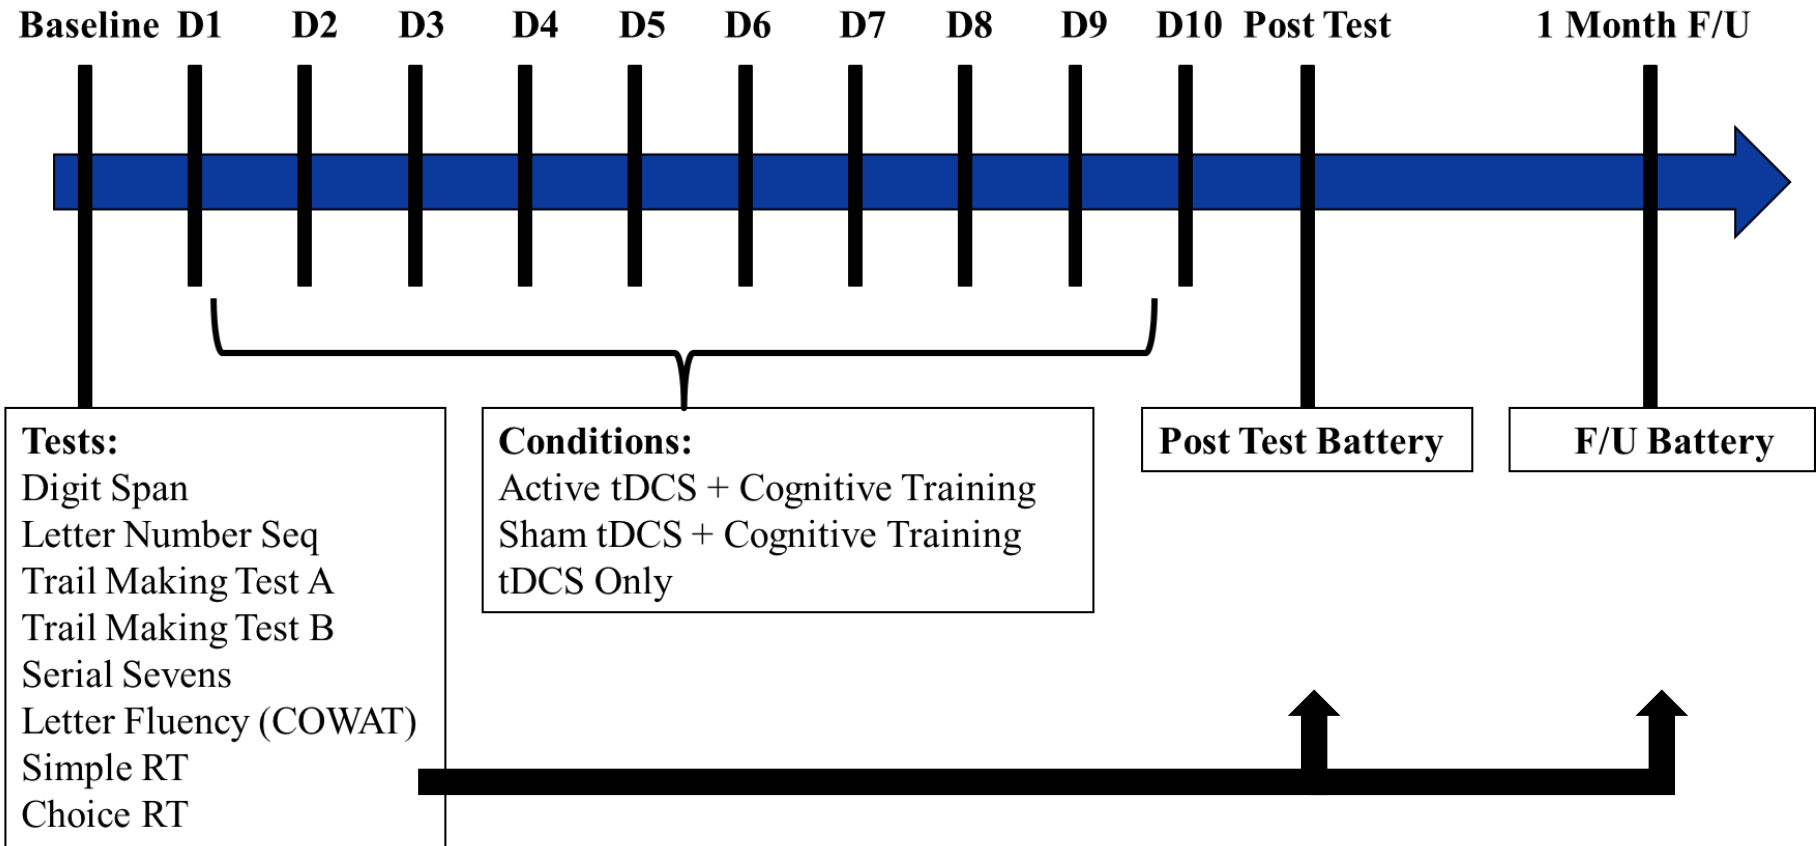 Baseline D1 D2 D3 D4 D5 D6 D7 D8 D9 D10 Post Test 1 Month F/U
Tests:
Digit Span
Letter Number Seq
Trail Making Test A
Trail Making Test B
Serial Sevens
Letter Fluency (COWAT)
Simple RT
Choice RT
Conditions:
Active tDCS + Cognitive Training
Sham tDCS + Cognitive Training
tDCS Only
Post Test Battery
F/U Battery